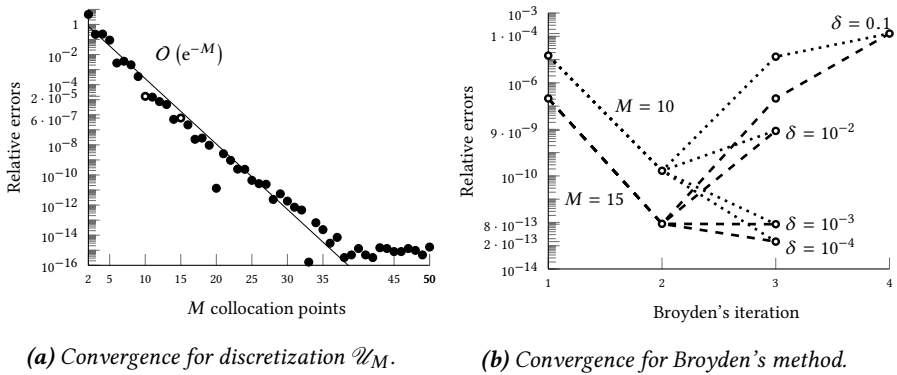 1
10⁻²
10⁻⁴
2 · 10⁻⁵
6 · 10⁻⁷
10⁻⁸
10⁻¹⁰
10⁻¹²
10⁻¹⁴
10⁻¹⁶
Relative errors
𝒪 (e⁻ᴹ)
2 5 10 15 20 25 30 35 45 50
M collocation points
(a) Convergence for discretization 𝒰_M.
10⁻³
1 · 10⁻⁴
10⁻⁶
9 · 10⁻⁹
10⁻¹⁰
8 · 10⁻¹³
2 · 10⁻¹³
10⁻¹⁴
Relative errors
δ = 0.1
M = 10
δ = 10⁻²
M = 15
δ = 10⁻³
δ = 10⁻⁴
1 2 3 4
Broyden's iteration
(b) Convergence for Broyden's method.